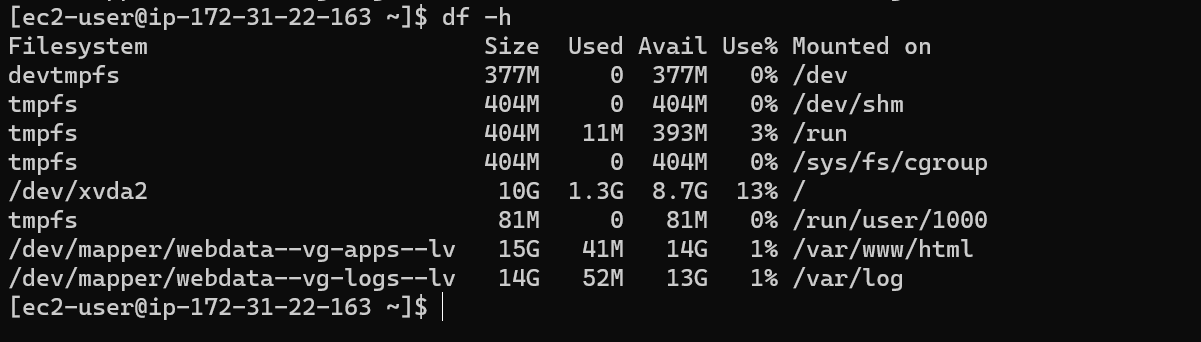 [ec2-user@ip-172-31-22-163 ~]$ df -h
Filesystem                         Size  Used Avail Use% Mounted on
devtmpfs                           377M     0  377M   0% /dev
tmpfs                              404M     0  404M   0% /dev/shm
tmpfs                              404M   11M  393M   3% /run
tmpfs                              404M     0  404M   0% /sys/fs/cgroup
/dev/xvda2                          10G  1.3G  8.7G  13% /
tmpfs                               81M     0   81M   0% /run/user/1000
/dev/mapper/webdata--vg-apps--lv    15G   41M   14G   1% /var/www/html
/dev/mapper/webdata--vg-logs--lv    14G   52M   13G   1% /var/log
[ec2-user@ip-172-31-22-163 ~]$